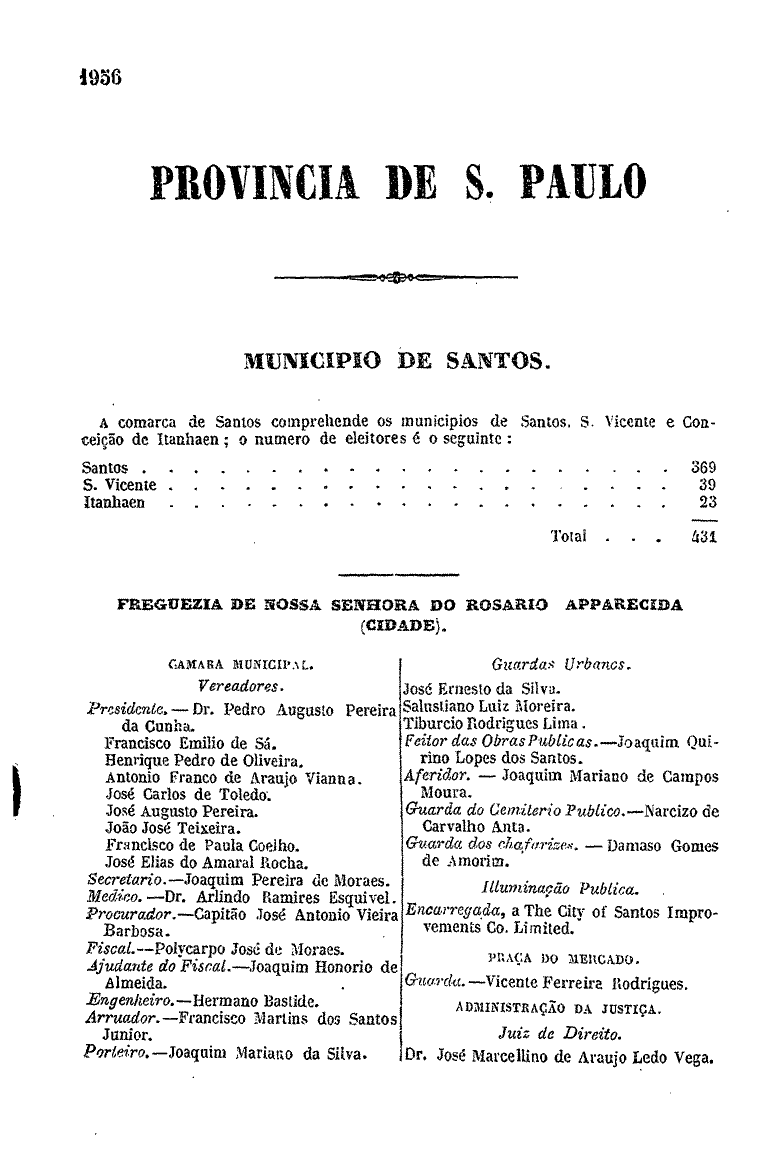 1956
PROVINCIA DE S. PAULO
MUNICIPIO DE SANTOS.
A comarca de Santos comprehende os municipios de Santos, S. Vicente e Con-
ceição de Itanhaen ; o numero de eleitores é o seguinte :
Santos . . . . . . . . . . . . . . . . . . . . . 369
S. Vicente . . . . . . . . . . . . . . . . . . . . 39
Itanhaen . . . . . . . . . . . . . . . . . . . . 23
Total . . . 431
FREGUEZIA DE NOSSA SENHORA DO ROSARIO APPARECIDA
(CIDADE).
CAMARA MUNICIPAL.
Vereadores.
Presidente.— Dr. Pedro Augusto Pereira
da Cunha.
Francisco Emilio de Sá.
Henrique Pedro de Oliveira.
Antonio Franco de Araujo Vianna.
José Carlos de Toledo.
José Augusto Pereira.
João José Teixeira.
Francisco de Paula Coelho.
José Elias do Amaral Rocha.
Secretario.—Joaquim Pereira de Moraes.
Medico.—Dr. Arlindo Ramires Esquivel.
Procurador.—Capitão José Antonio Vieira
Barbosa.
Fiscal.—Polycarpo José de Moraes.
Ajudante do Fiscal.—Joaquim Honorio de
Almeida.
Engenheiro.—Hermano Bastide.
Arruador.—Francisco Martins dos Santos
Junior.
Porteiro.—Joaquim Mariano da Silva.
Guardas Urbanos.
José Ernesto da Silva.
Salustiano Luiz Moreira.
Tiburcio Rodrigues Lima .
Feitor das Obras Publicas.—Joaquim Qui-
rino Lopes dos Santos.
Aferidor. — Joaquim Mariano de Campos
Moura.
Guarda do Cemiterio Publico.—Narcizo de
Carvalho Anta.
Guarda dos chafarizes. — Damaso Gomes
de Amorim.
Illuminação Publica.
Encarregada, a The City of Santos Impro-
vements Co. Limited.
PRAÇA DO MERCADO.
Guarda.—Vicente Ferreira Rodrigues.
ADMINISTRAÇÃO DA JUSTIÇA.
Juiz de Direito.
Dr. José Marcellino de Araujo Ledo Vega.